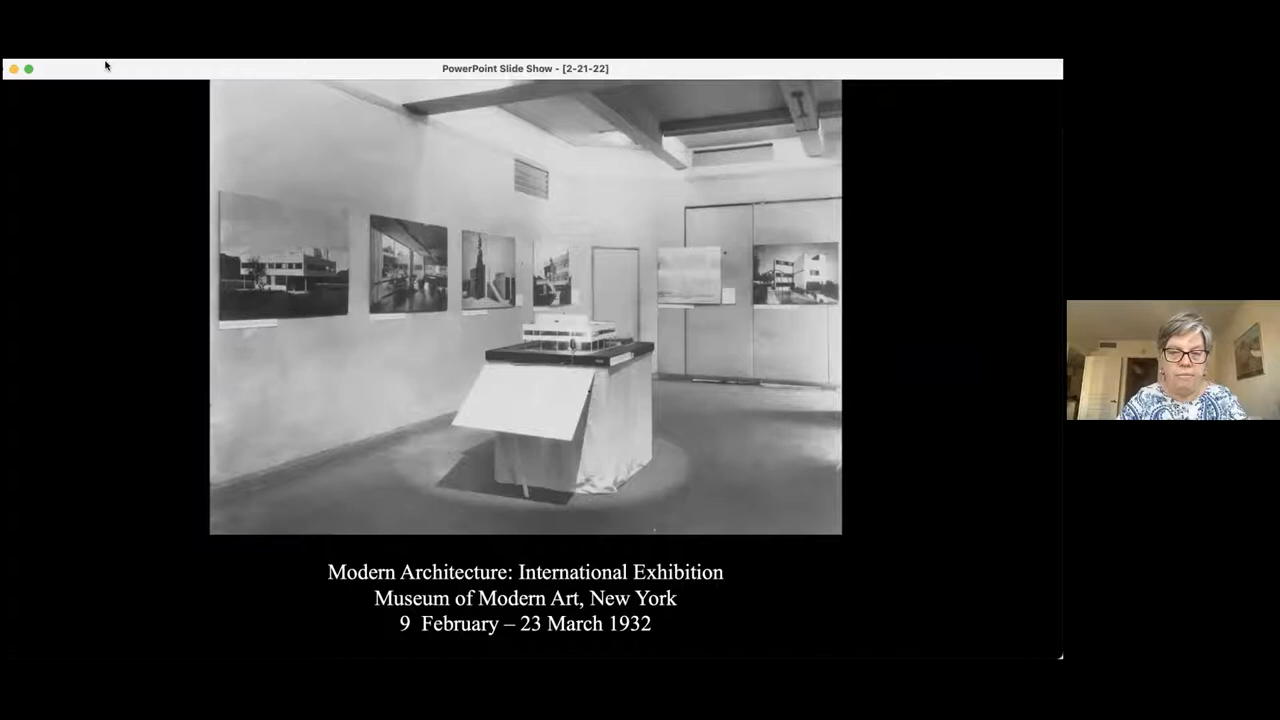 PowerPoint Slide Show - [2-21-22]
Modern Architecture: International Exhibition
Museum of Modern Art, New York
9 February – 23 March 1932